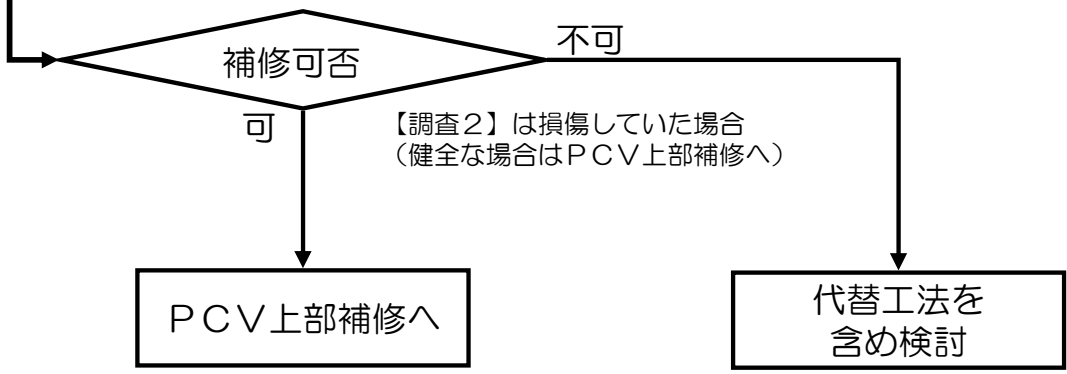 補修可否
不可
可
【調査２】は損傷していた場合
（健全な場合はＰＣＶ上部補修へ）
ＰＣＶ上部補修へ
代替工法を
含め検討